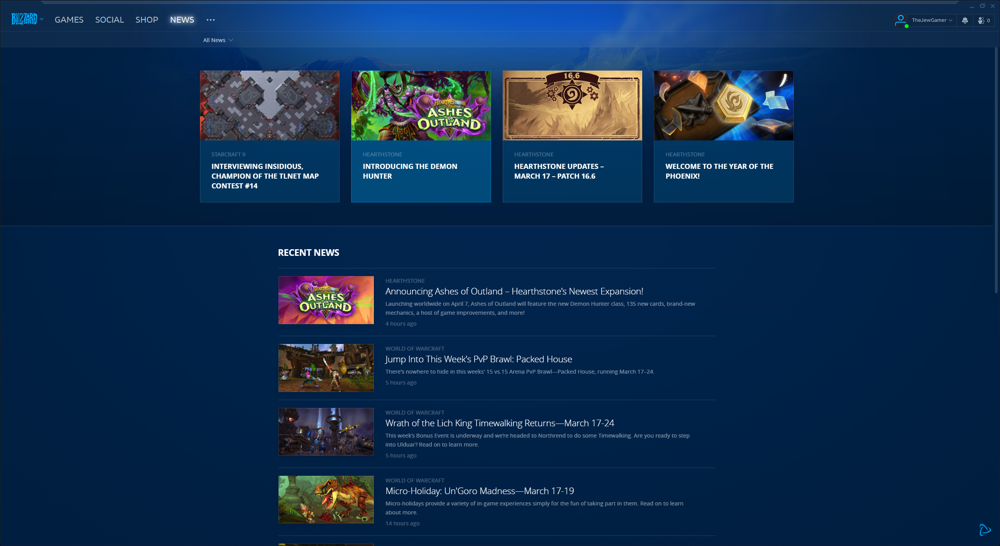 BLIZZARD
GAMES
SOCIAL
SHOP
NEWS
TheJewGamer
0
All News
HEARTHSTONE
ASHES
OF
OUTLAND
16.6
STARCRAFT II
INTERVIEWING INSIDIOUS,
CHAMPION OF THE TLNET MAP
CONTEST #14
HEARTHSTONE
INTRODUCING THE DEMON
HUNTER
HEARTHSTONE
HEARTHSTONE UPDATES –
MARCH 17 – PATCH 16.6
HEARTHSTONE
WELCOME TO THE YEAR OF THE
PHOENIX!
RECENT NEWS
HEARTHSTONE
ASHES
OF
OUTLAND
HEARTHSTONE
Announcing Ashes of Outland – Hearthstone's Newest Expansion!
Launching worldwide on April 7, Ashes of Outland will feature the new Demon Hunter class, 135 new cards, brand-new
mechanics, a host of game improvements, and more!
4 hours ago
WORLD OF WARCRAFT
Jump Into This Week's PvP Brawl: Packed House
There's nowhere to hide in this weeks' 15 vs.15 Arena PvP Brawl—Packed House, running March 17–24.
5 hours ago
WORLD OF WARCRAFT
Wrath of the Lich King Timewalking Returns—March 17-24
This week’s Bonus Event is underway and we’re headed to Northrend to do some Timewalking. Are you ready to step
into Ulduar? Read on to learn more.
5 hours ago
WORLD OF WARCRAFT
Micro-Holiday: Un'Goro Madness—March 17-19
Micro-holidays provide a variety of in-game experiences simply for the fun of taking part in them. Read on to learn
about more.
14 hours ago